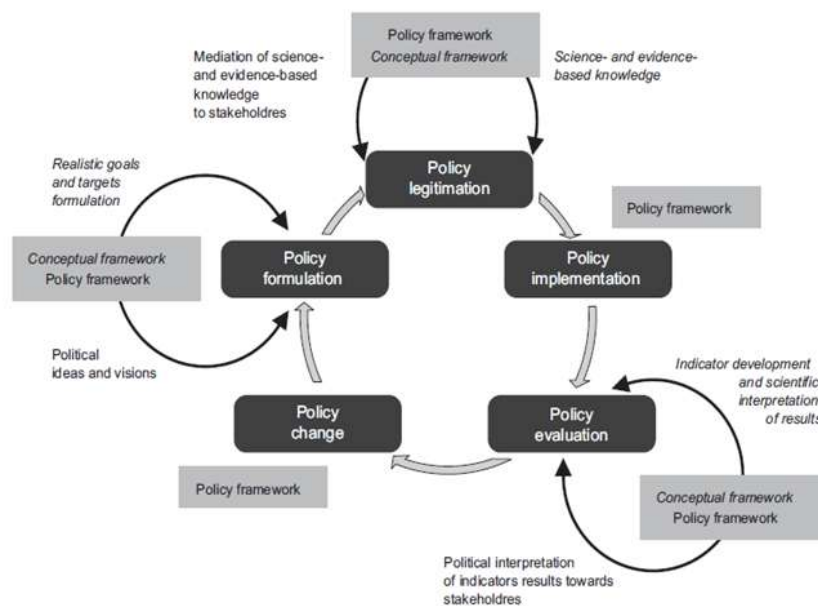 Policy framework
Conceptual framework
Mediation of science-
and evidence-based
knowledge
to stakeholdres
Science- and evidence-
based knowledge
Policy
legitimation
Realistic goals
and targets
formulation
Policy framework
Conceptual framework
Policy framework
Policy
formulation
Policy
implementation
Political
ideas and visions
Indicator development
and scientific
interpretation
of results
Policy
change
Policy
evaluation
Policy framework
Conceptual framework
Policy framework
Political interpretation
of indicators results towards
stakeholdres